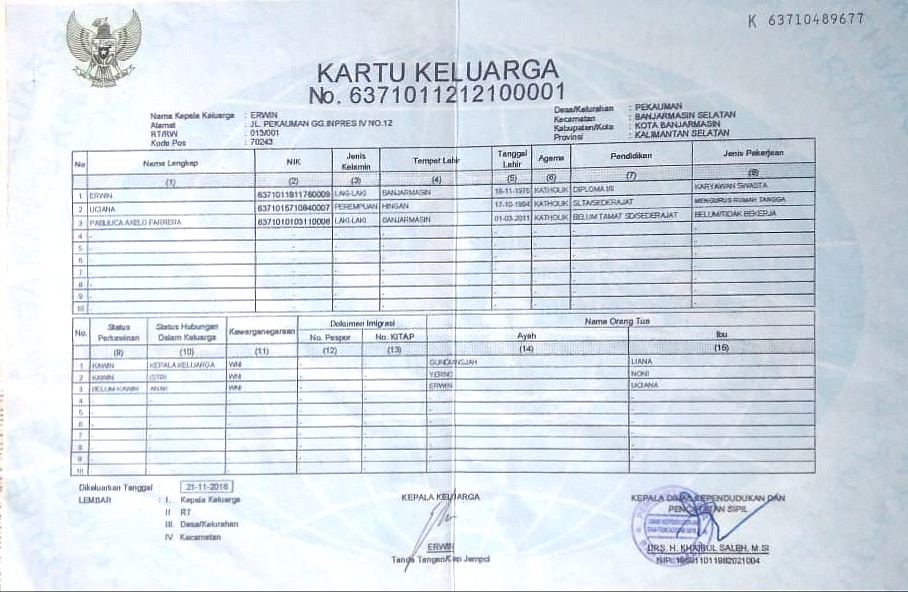 K 63710489677
KARTU KELUARGA
No. 6371011212100001
Nama Kepala Keluarga : ERWIN
Alamat : JL. PEKAUMAN GG.INPRES IV NO.12
RT/RW : 013/001
Kode Pos : 70243
Desa/Kelurahan : PEKAUMAN
Kecamatan : BANJARMASIN SELATAN
Kabupaten/Kota : KOTA BANJARMASIN
Provinsi : KALIMANTAN SELATAN
No Nama Lengkap NIK Jenis Kelamin Tempat Lahir Tanggal Lahir Agama Pendidikan Jenis Pekerjaan
(1) (2) (3) (4) (5) (6) (7) (8)
1 ERWIN 6371011811760009 LAKI-LAKI BANJARMASIN 18-11-1976 KATHOLIK DIPLOMA I/II KARYAWAN SWASTA
2 UCIANA 6371015710840007 PEREMPUAN HINGAN 17-10-1984 KATHOLIK SLTA/SEDERAJAT MENGURUS RUMAH TANGGA
3 AXELO FARRERA 6371010103110006 LAKI-LAKI BANJARMASIN 01-03-2011 KATHOLIK BELUM TAMAT SD/SEDERAJAT BELUM/TIDAK BEKERJA
4 -
5 -
6 -
7 -
8 -
9 -
10 -
No. Status Perkawinan Status Hubungan Dalam Keluarga Kewarganegaraan Dokumen Imigrasi Nama Orang Tua
No. Paspor No. KITAP Ayah Ibu
(9) (10) (11) (12) (13) (14) (15)
1 KAWIN KEPALA KELUARGA WNI - - LIANA
2 KAWIN ISTRI WNI - - NONI
3 BELUM KAWIN ANAK WNI - - ERWIN UCIANA
4 -
5 -
6 -
7 -
8 -
9 -
10 -
Dikeluarkan Tanggal : 21-11-2016
LEMBAR : I. Kepala Keluarga
II RT
III. Desa/Kelurahan
IV Kecamatan
KEPALA KELUARGA
ERWIN
Tanda Tangan/Cap Jempol
KEPALA DINAS KEPENDUDUKAN DAN
PENCATATAN SIPIL
DRS. H. KHAIRUL SALEH, M.SI
NIP.